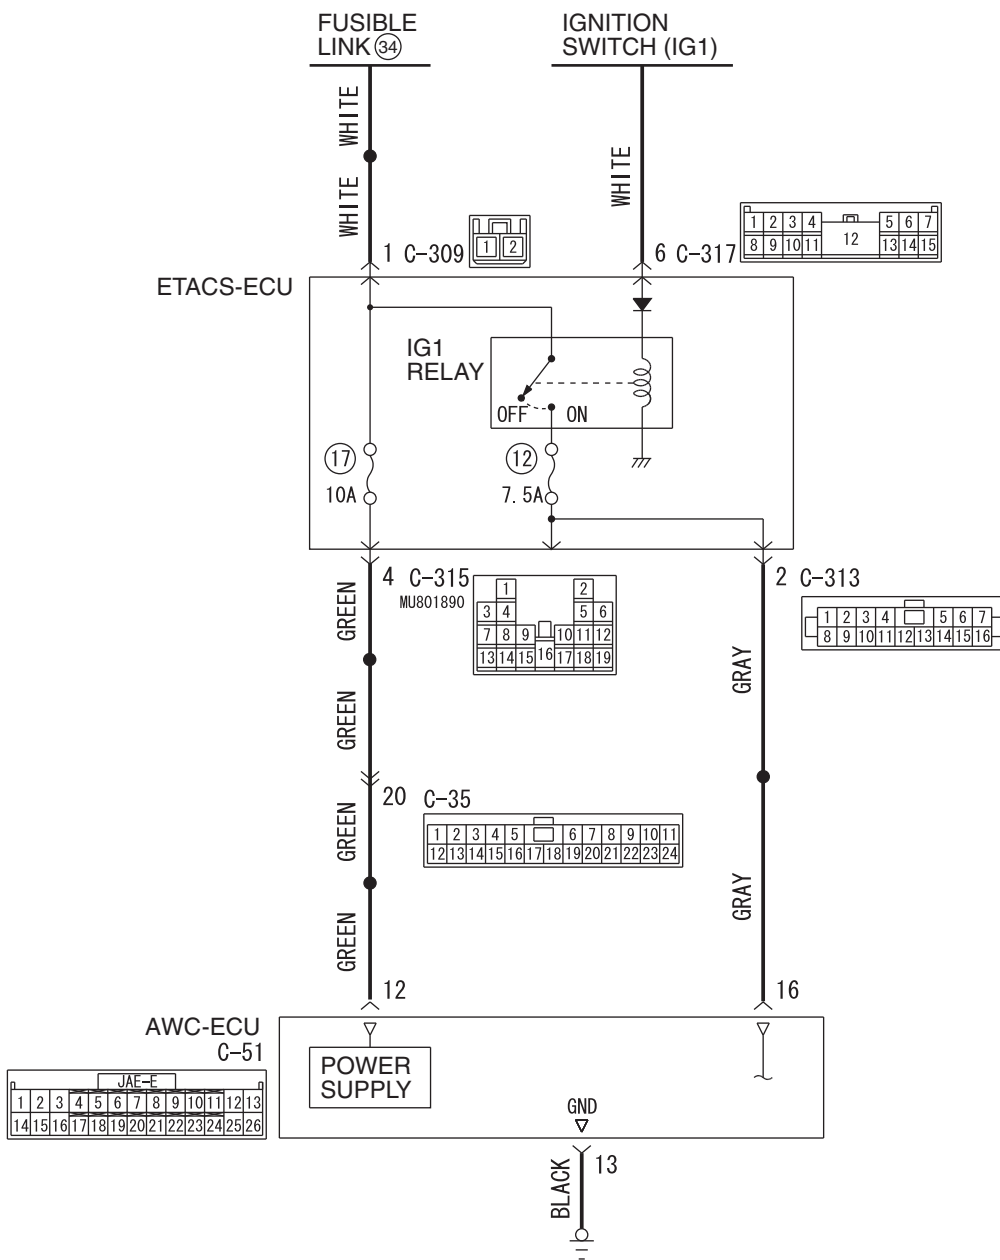 FUSIBLE
LINK 34
IGNITION
SWITCH (IG1)
WHITE
WHITE
WHITE
1 C-309
1 2
6 C-317
1 2 3 4 5 6 7
8 9 10 11 12 13 14 15
ETACS-ECU
IG1
RELAY
OFF ON
17
10A
12
7.5A
4 C-315
MU801890
1 2
3 4 5 6
7 8 9 10 11 12
13 14 15 16 17 18 19
2 C-313
1 2 3 4 5 6 7
8 9 10 11 12 13 14 15 16
GREEN
GREEN
GRAY
20 C-35
1 2 3 4 5 6 7 8 9 10 11
12 13 14 15 16 17 18 19 20 21 22 23 24
GREEN
GREEN
GRAY
12
16
AWC-ECU
C-51
JAE-E
1 2 3 4 5 6 7 8 9 10 11 12 13
14 15 16 17 18 19 20 21 22 23 24 25 26
POWER
SUPPLY
GND
13
BLACK